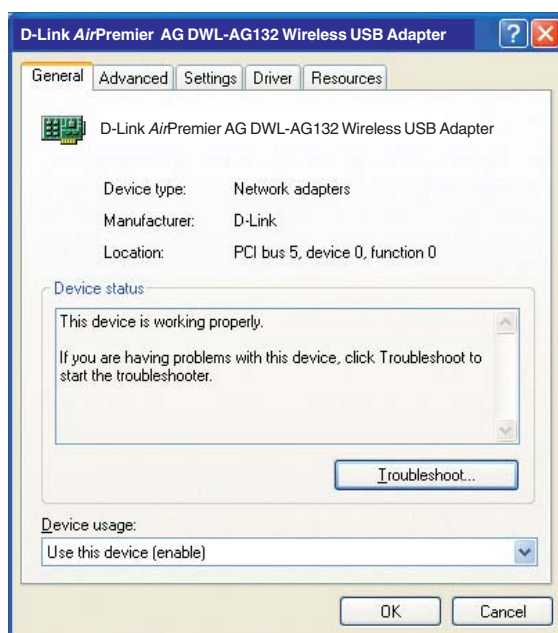 D-Link AirPremier AG DWL-AG132 Wireless USB Adapter
General Advanced Settings Driver Resources
D-Link AirPremier AG DWL-AG132 Wireless USB Adapter
Device type: Network adapters
Manufacturer: D-Link
Location: PCI bus 5, device 0, function 0
Device status
This device is working properly.
If you are having problems with this device, click Troubleshoot to
start the troubleshooter.
Troubleshoot...
Device usage:
Use this device (enable)
OK Cancel